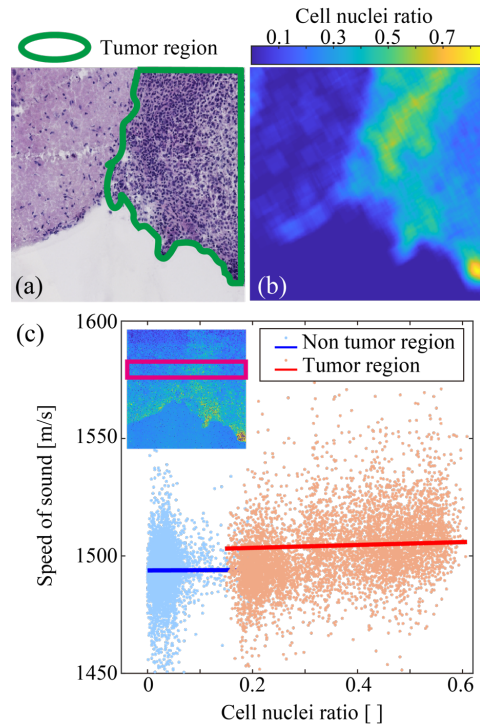 Cell nuclei ratio
0.1 0.3 0.5 0.7
Tumor region
(a)
(b)
(c)
1600
Non tumor region
Tumor region
1550
1500
1450
Speed of sound [m/s]
0 0.2 0.4 0.6
Cell nuclei ratio [ ]